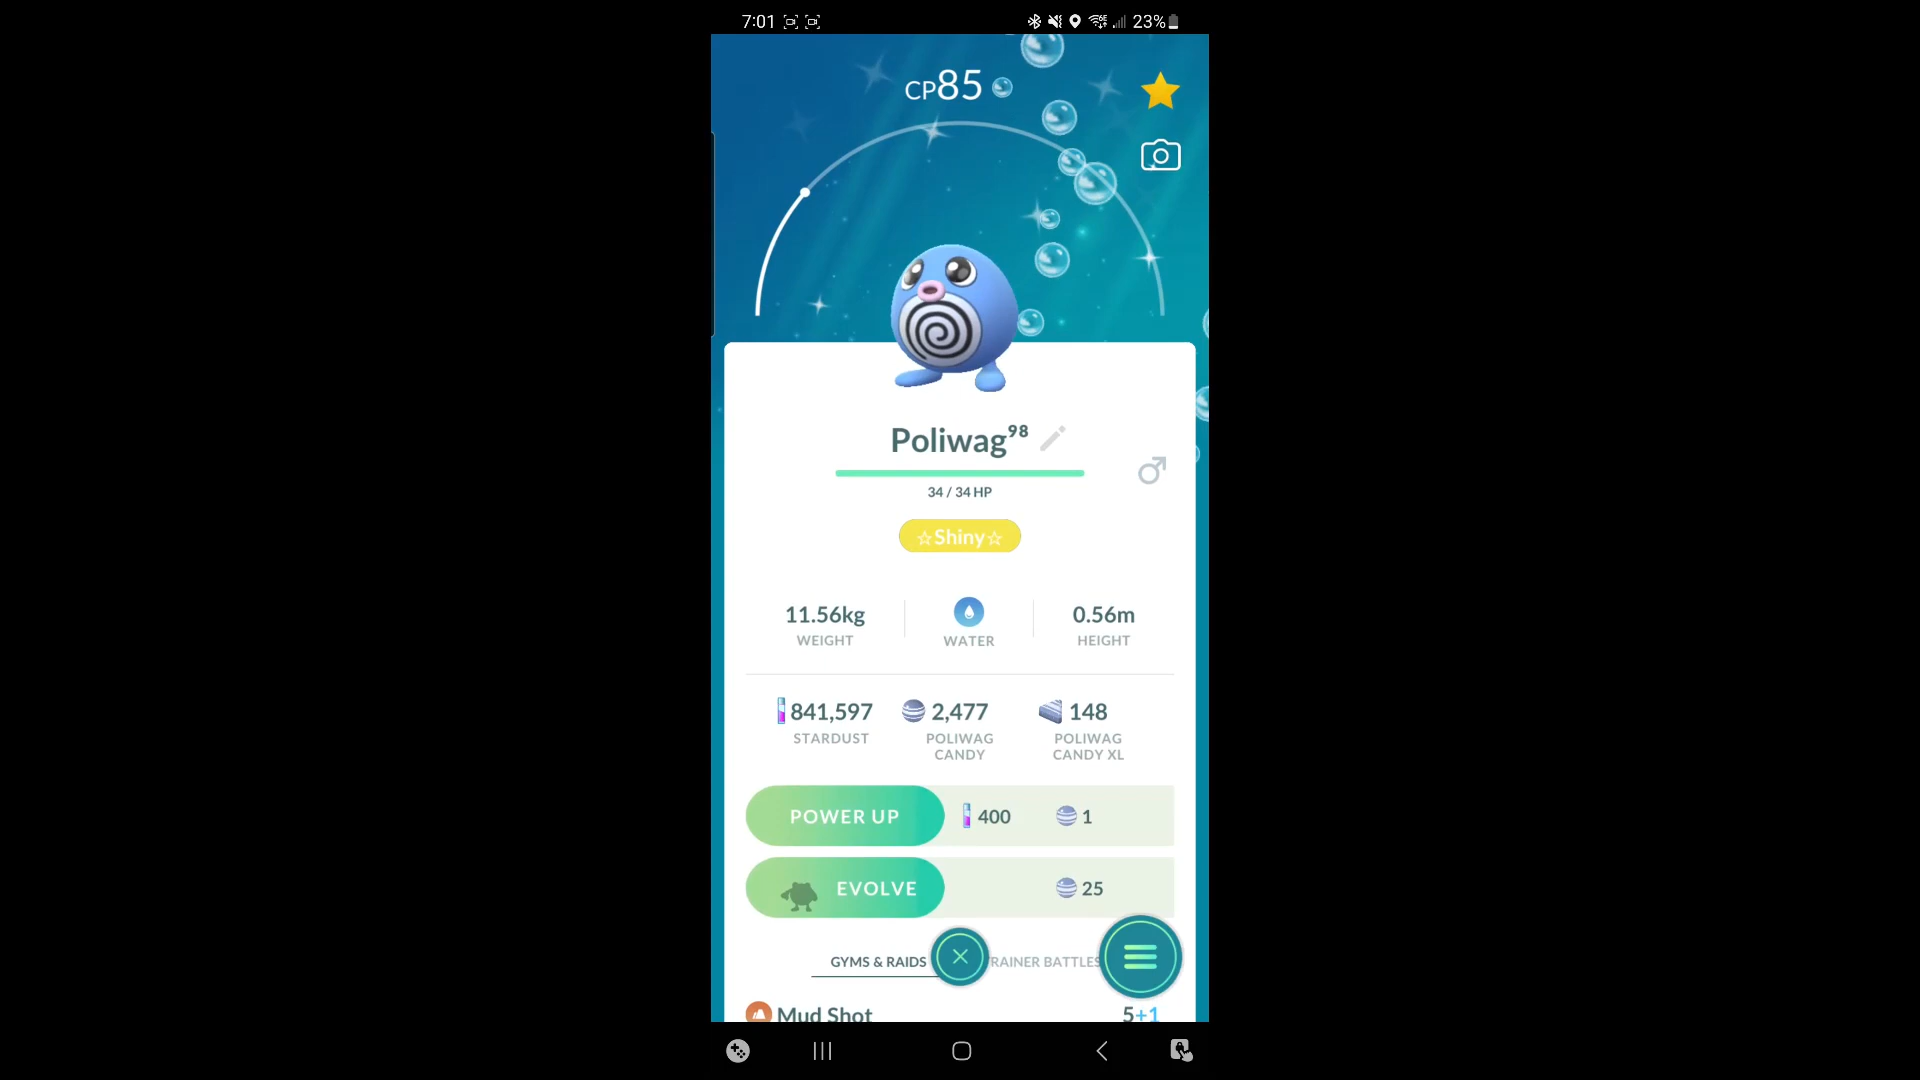 7:01 23%
CP85
Poliwag⁹⁸
34 / 34 HP
☆Shiny☆
11.56kg
WEIGHT
WATER
0.56m
HEIGHT
841,597
STARDUST
2,477
POLIWAG
CANDY
148
POLIWAG
CANDY XL
POWER UP 400 1
EVOLVE 25
GYMS & RAIDS RAINER BATTLES
Mud Shot 5+1